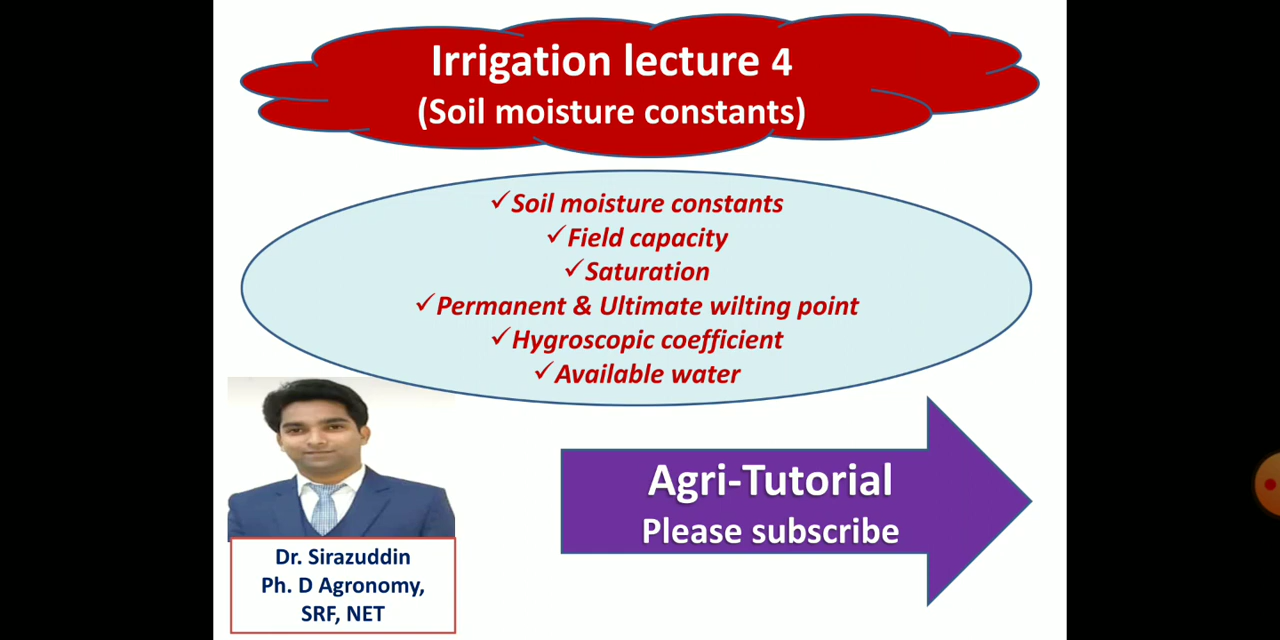 Irrigation lecture 4
(Soil moisture constants)
✓Soil moisture constants
✓Field capacity
✓Saturation
✓Permanent & Ultimate wilting point
✓Hygroscopic coefficient
✓Available water
Agri-Tutorial
Please subscribe
Dr. Sirazuddin
Ph. D Agronomy,
SRF, NET